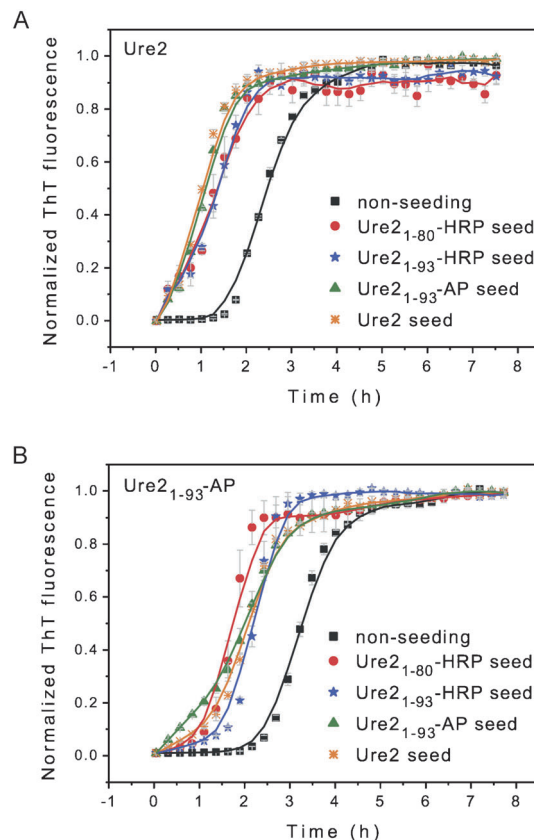 A
Ure2
Normalized ThT fluorescence
1.0
0.8
0.6
0.4
0.2
0.0
non-seeding
Ure2₁₋₈₀-HRP seed
Ure2₁₋₉₃-HRP seed
Ure2₁₋₉₃-AP seed
Ure2 seed
-1 0 1 2 3 4 5 6 7 8
Time (h)
B
Ure2₁₋₉₃-AP
Normalized ThT fluorescence
1.0
0.8
0.6
0.4
0.2
0.0
non-seeding
Ure2₁₋₈₀-HRP seed
Ure2₁₋₉₃-HRP seed
Ure2₁₋₉₃-AP seed
Ure2 seed
-1 0 1 2 3 4 5 6 7 8
Time (h)